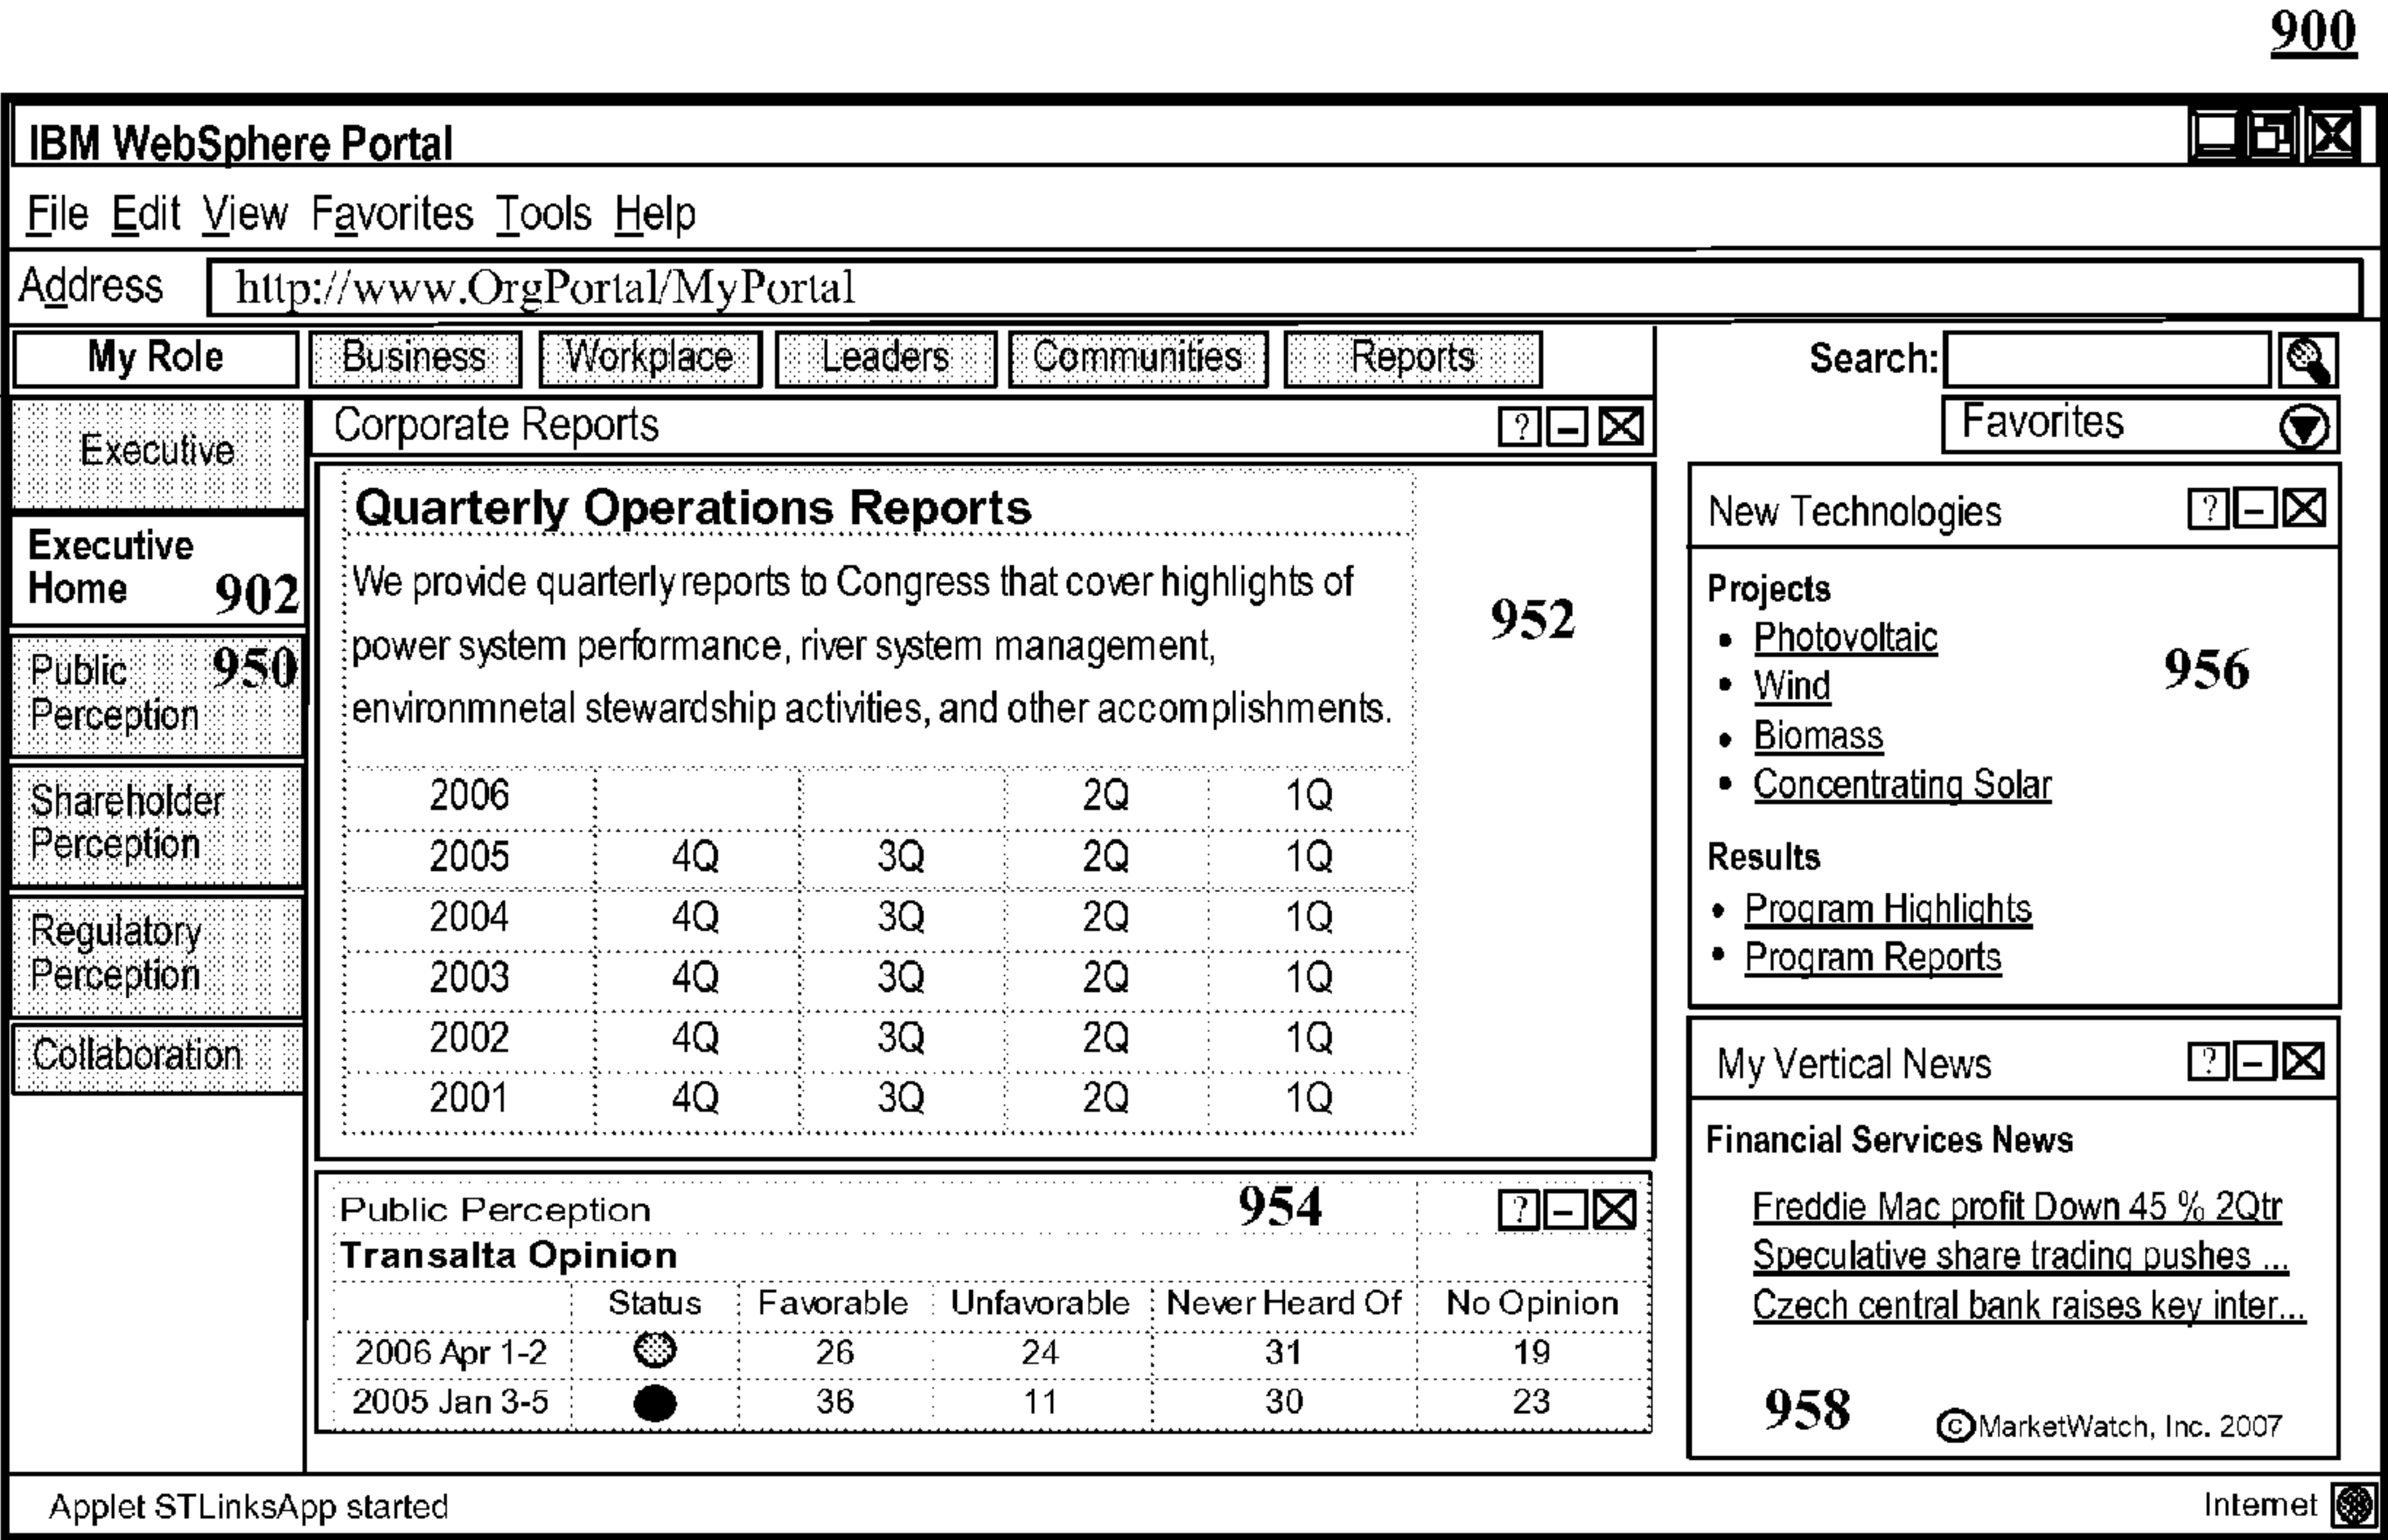 900
IBM WebSphere Portal
File Edit View Favorites Tools Help
Address http://www.OrgPortal/MyPortal
My Role Business Workplace Leaders Communities Reports Search:
Favorites
Executive
Executive
Home 902
Public 950
Perception
Shareholder
Perception
Regulatory
Perception
Collaboration
Corporate Reports ? –
Quarterly Operations Reports
We provide quarterly reports to Congress that cover highlights of
power system performance, river system management,
environmnetal stewardship activities, and other accomplishments.
952
2006 2Q 1Q
2005 4Q 3Q 2Q 1Q
2004 4Q 3Q 2Q 1Q
2003 4Q 3Q 2Q 1Q
2002 4Q 3Q 2Q 1Q
2001 4Q 3Q 2Q 1Q
Public Perception 954 ? –
Transalta Opinion
Status Favorable Unfavorable Never Heard Of No Opinion
2006 Apr 1-2 26 24 31 19
2005 Jan 3-5 36 11 30 23
New Technologies ? –
Projects
• Photovoltaic
956
• Wind
• Biomass
• Concentrating Solar
Results
• Program Highlights
• Program Reports
My Vertical News ? –
Financial Services News
Freddie Mac profit Down 45 % 2Qtr
Speculative share trading pushes ...
Czech central bank raises key inter...
958
©MarketWatch, Inc. 2007
Applet STLinksApp started Internet